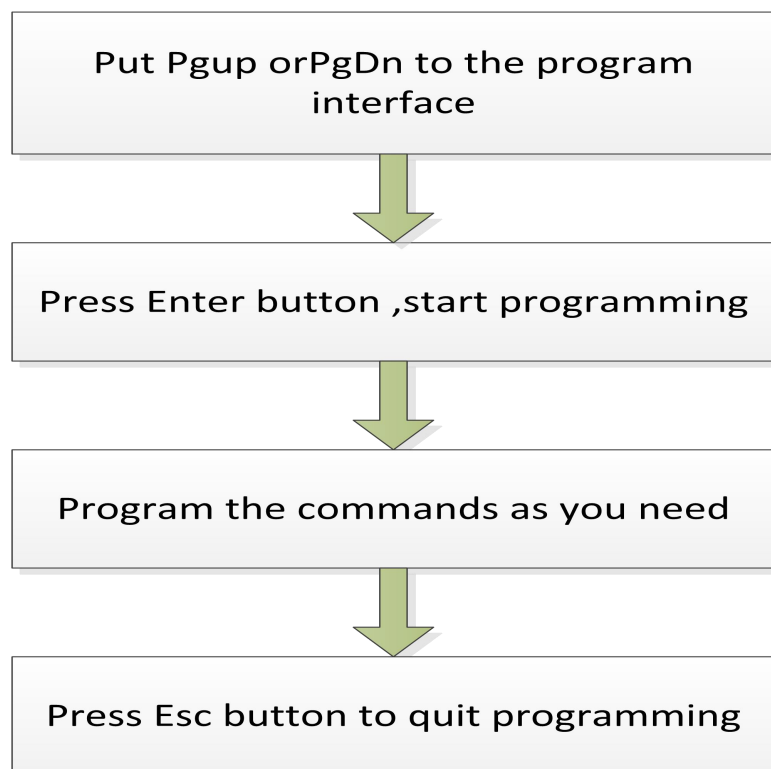 Put Pgup orPgDn to the program
interface
Press Enter button ,start programming
Program the commands as you need
Press Esc button to quit programming